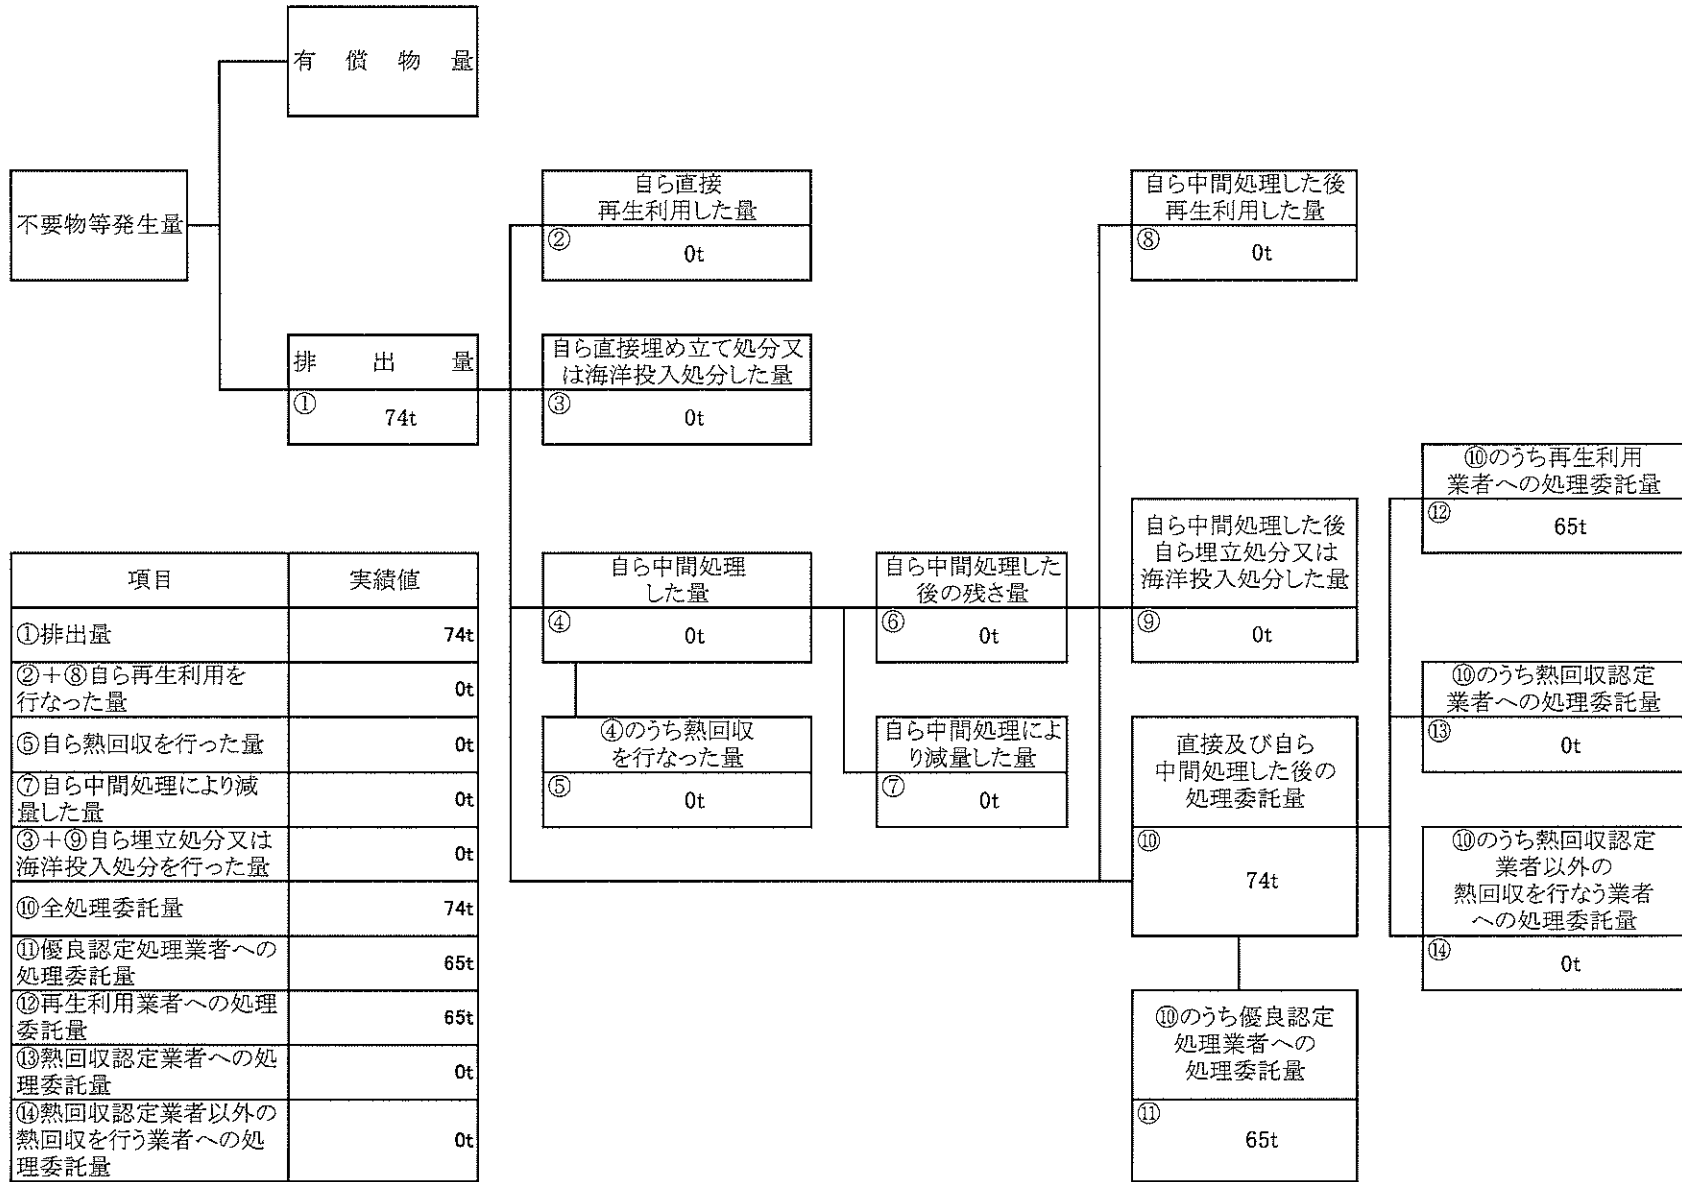 有償物量
不要物等発生量
排出量
① 74t
自ら直接
再生利用した量
② 0t
自ら直接埋め立て処分又
は海洋投入処分した量
③ 0t
自ら中間処理
した量
④ 0t
④のうち熱回収
を行なった量
⑤ 0t
自ら中間処理した
後の残さ量
⑥ 0t
自ら中間処理によ
り減量した量
⑦ 0t
自ら中間処理した後
再生利用した量
⑧ 0t
自ら中間処理した後
自ら埋立処分又は
海洋投入処分した量
⑨ 0t
直接及び自ら
中間処理した後の
処理委託量
⑩
74t
⑩のうち優良認定
処理業者への
処理委託量
⑪
65t
⑩のうち再生利用
業者への処理委託量
⑫ 65t
⑩のうち熱回収認定
業者への処理委託量
⑬ 0t
⑩のうち熱回収認定
業者以外の
熱回収を行なう業者
への処理委託量
⑭ 0t
項目 実績値
①排出量 74t
②+⑧自ら再生利用を
行なった量 0t
⑤自ら熱回収を行った量 0t
⑦自ら中間処理により減
量した量 0t
③+⑨自ら埋立処分又は
海洋投入処分を行った量 0t
⑩全処理委託量 74t
⑪優良認定処理業者への
処理委託量 65t
⑫再生利用業者への処理
委託量 65t
⑬熱回収認定業者への処
理委託量 0t
⑭熱回収認定業者以外の
熱回収を行う業者への処
理委託量 0t